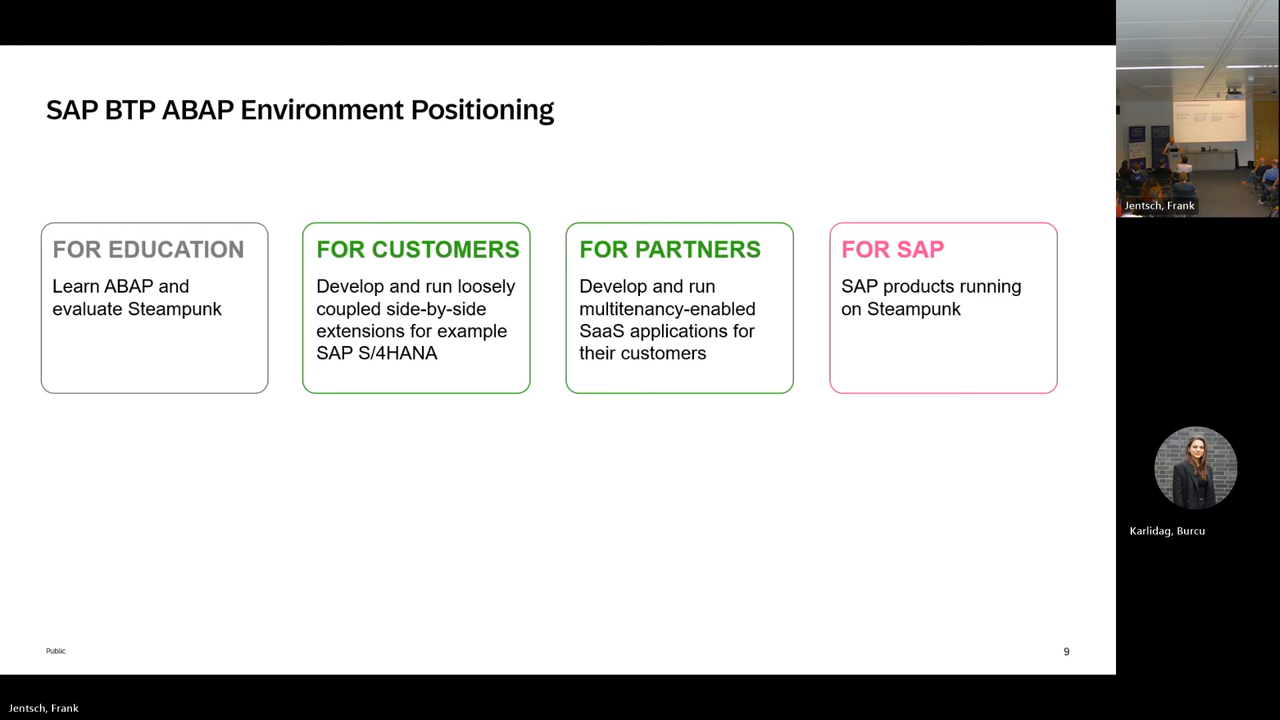 SAP BTP ABAP Environment Positioning
FOR EDUCATION
Learn ABAP and
evaluate Steampunk
FOR CUSTOMERS
Develop and run loosely
coupled side-by-side
extensions for example
SAP S/4HANA
FOR PARTNERS
Develop and run
multitenancy-enabled
SaaS applications for
their customers
FOR SAP
SAP products running
on Steampunk
Public
9
Jentsch, Frank
Karlidag, Burcu
Jentsch, Frank